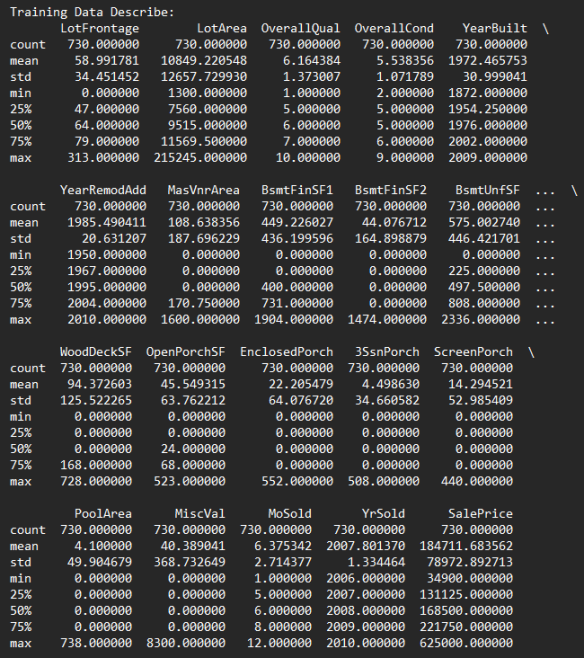 Training Data Describe:
LotFrontage LotArea OverallQual OverallCond YearBuilt \
count 730.000000 730.000000 730.000000 730.000000 730.000000
mean 58.991781 10849.220548 6.164384 5.538356 1972.465753
std 34.451452 12657.729930 1.373007 1.071789 30.999041
min 0.000000 1300.000000 1.000000 2.000000 1872.000000
25% 47.000000 7560.000000 5.000000 5.000000 1954.250000
50% 64.000000 9515.000000 6.000000 5.000000 1976.000000
75% 79.000000 11569.500000 7.000000 6.000000 2002.000000
max 313.000000 215245.000000 10.000000 9.000000 2009.000000
YearRemodAdd MasVnrArea BsmtFinSF1 BsmtFinSF2 BsmtUnfSF ... \
count 730.000000 730.000000 730.000000 730.000000 730.000000 ...
mean 1985.490411 108.638356 449.226027 44.076712 575.002740 ...
std 20.631207 187.696229 436.199596 164.898879 446.421701 ...
min 1950.000000 0.000000 0.000000 0.000000 0.000000 ...
25% 1967.000000 0.000000 0.000000 0.000000 225.000000 ...
50% 1995.000000 0.000000 400.000000 0.000000 497.500000 ...
75% 2004.000000 170.750000 731.000000 0.000000 808.000000 ...
max 2010.000000 1600.000000 1904.000000 1474.000000 2336.000000 ...
WoodDeckSF OpenPorchSF EnclosedPorch 3SsnPorch ScreenPorch \
count 730.000000 730.000000 730.000000 730.000000 730.000000
mean 94.372603 45.549315 22.205479 4.498630 14.294521
std 125.522265 63.762212 64.076720 34.660582 52.985409
min 0.000000 0.000000 0.000000 0.000000 0.000000
25% 0.000000 0.000000 0.000000 0.000000 0.000000
50% 0.000000 24.000000 0.000000 0.000000 0.000000
75% 168.000000 68.000000 0.000000 0.000000 0.000000
max 728.000000 523.000000 552.000000 508.000000 440.000000
PoolArea MiscVal MoSold YrSold SalePrice
count 730.000000 730.000000 730.000000 730.000000 730.000000
mean 4.100000 40.389041 6.375342 2007.801370 184711.683562
std 49.904679 368.732649 2.714377 1.334464 78972.892713
min 0.000000 0.000000 1.000000 2006.000000 34900.000000
25% 0.000000 0.000000 5.000000 2007.000000 131125.000000
50% 0.000000 0.000000 6.000000 2008.000000 168500.000000
75% 0.000000 0.000000 8.000000 2009.000000 221750.000000
max 738.000000 8300.000000 12.000000 2010.000000 625000.000000